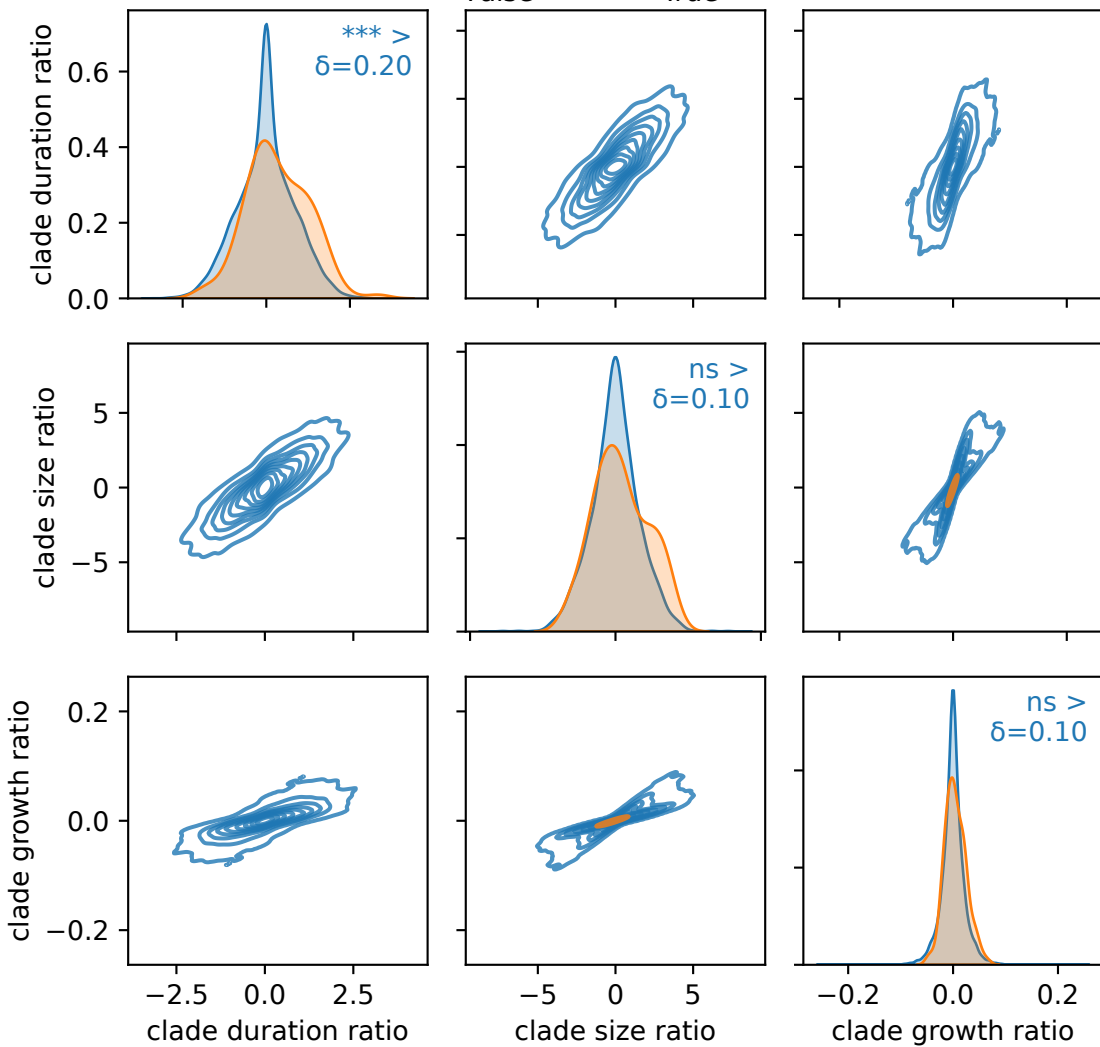 clade duration ratio
0.6
0.4
0.2
0.0
*** >
δ=0.20
clade size ratio
5
0
−5
ns >
δ=0.10
clade growth ratio
0.2
0.0
−0.2
ns >
δ=0.10
−2.5 0.0 2.5
−5 0 5
−0.2 0.0 0.2
clade duration ratio
clade size ratio
clade growth ratio